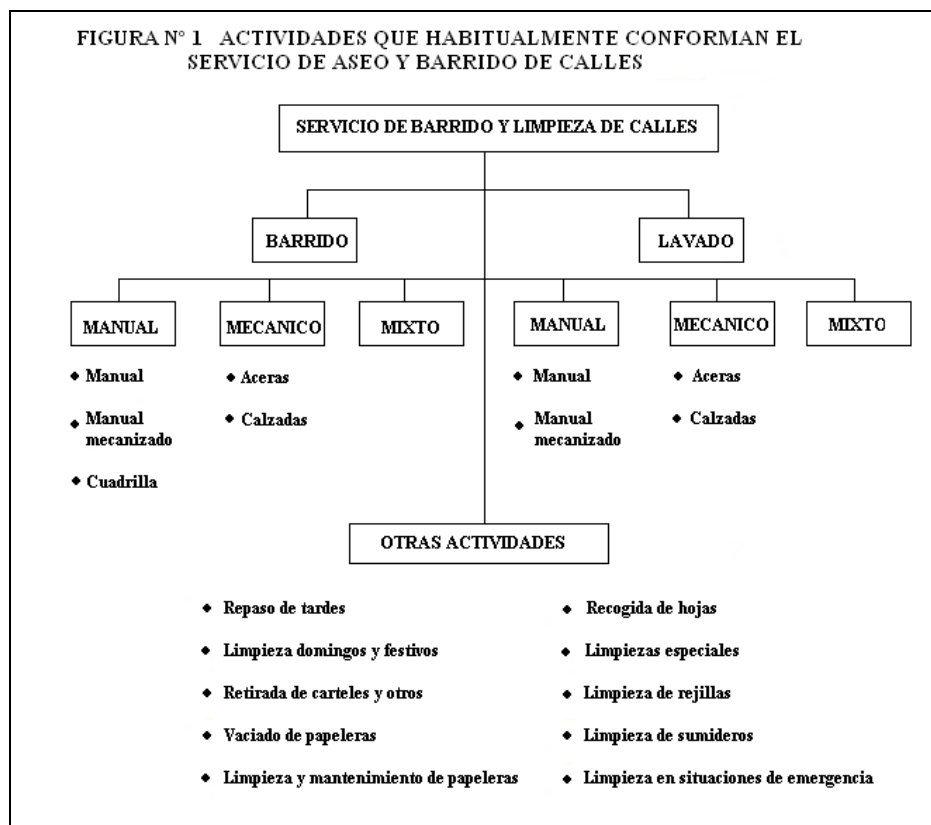 FIGURA Nº 1 ACTIVIDADES QUE HABITUALMENTE CONFORMAN EL
SERVICIO DE ASEO Y BARRIDO DE CALLES
SERVICIO DE BARRIDO Y LIMPIEZA DE CALLES
BARRIDO
LAVADO
MANUAL
MECANICO
MIXTO
MANUAL
MECANICO
MIXTO
◆ Manual
◆ Manual
mecanizado
◆ Cuadrilla
◆ Aceras
◆ Calzadas
◆ Manual
◆ Manual
mecanizado
◆ Aceras
◆ Calzadas
OTRAS ACTIVIDADES
◆ Repaso de tardes
◆ Limpieza domingos y festivos
◆ Retirada de carteles y otros
◆ Vaciado de papeleras
◆ Limpieza y mantenimiento de papeleras
◆ Recogida de hojas
◆ Limpiezas especiales
◆ Limpieza de rejillas
◆ Limpieza de sumideros
◆ Limpieza en situaciones de emergencia